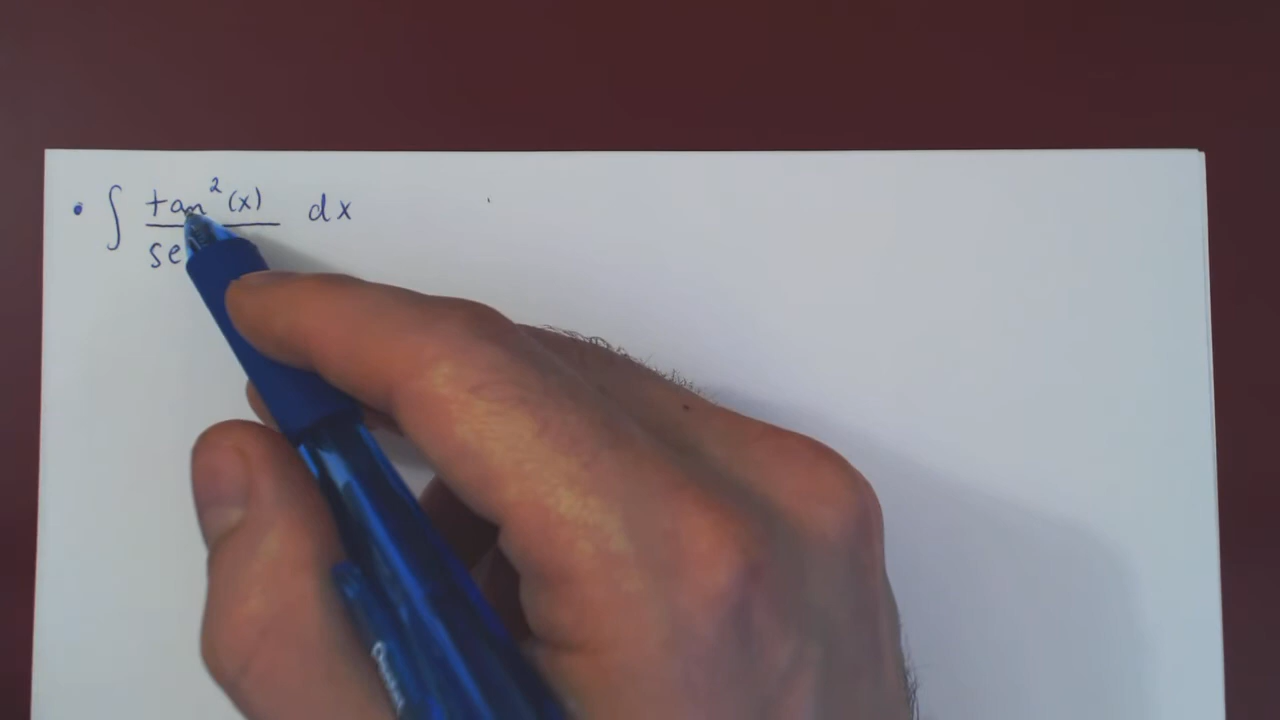 • ∫ tan²(x) dx
se